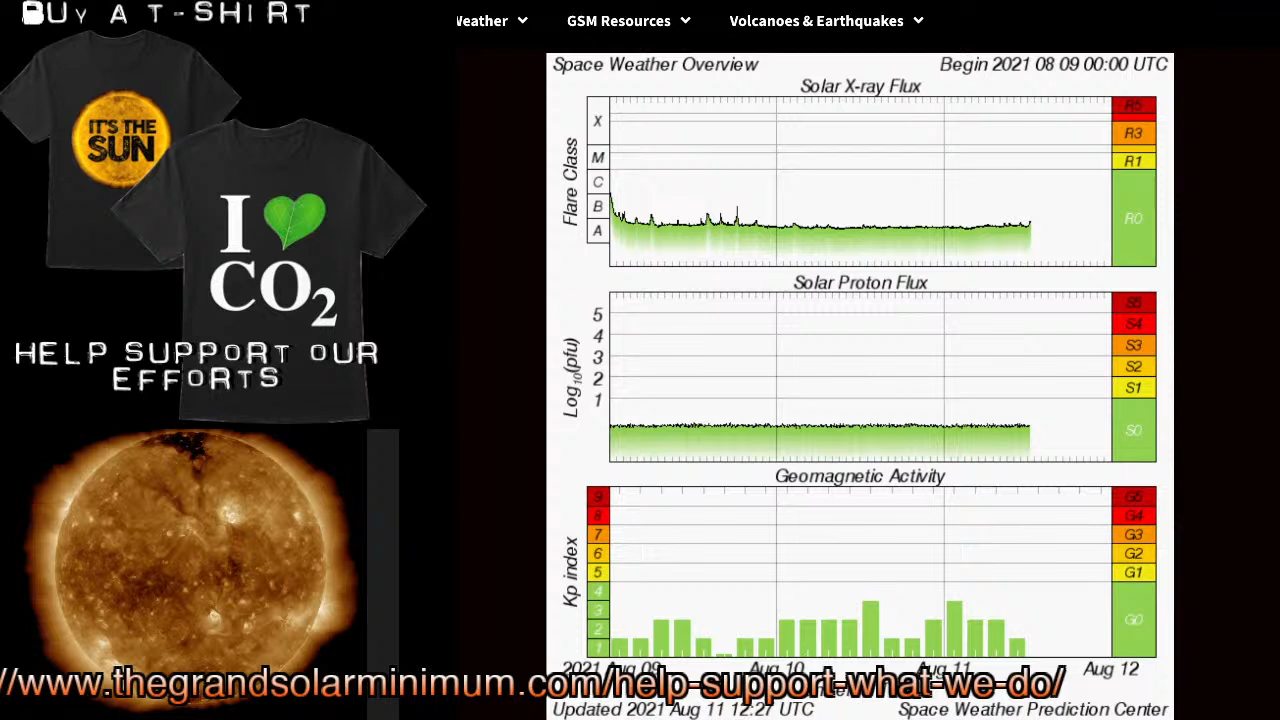 BUY A T-SHIRT
IT'S THE
SUN
I
CO2
HELP SUPPORT OUR
EFFORTS
Weather
GSM Resources
Volcanoes & Earthquakes
Space Weather Overview
Begin 2021 08 09 00:00 UTC
Solar X-ray Flux
Flare Class
X
M
C
B
A
R5
R3
R1
R0
Solar Proton Flux
Log10(pfu)
5
4
3
2
1
S5
S4
S3
S2
S1
S0
Geomagnetic Activity
Kp index
9
8
7
6
5
4
3
2
1
G5
G4
G3
G2
G1
G0
2021 Aug 09
Aug 10
Aug 11
Aug 12
//www.thegrandsolarminimum.com/help-support-what-we-do/
Updated 2021 Aug 11 12:27 UTC
Space Weather Prediction Center